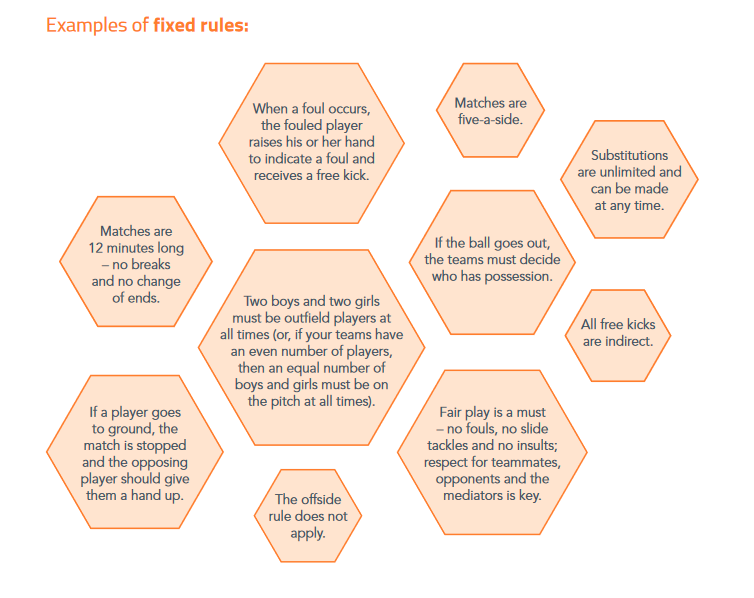 Examples of fixed rules:
When a foul occurs,
the fouled player
raises his or her hand
to indicate a foul and
receives a free kick.
Matches are
five-a-side.
Substitutions
are unlimited and
can be made
at any time.
Matches are
12 minutes long
– no breaks
and no change
of ends.
If the ball goes out,
the teams must decide
who has possession.
Two boys and two girls
must be outfield players at
all times (or, if your teams have
an even number of players,
then an equal number of
boys and girls must be on
the pitch at all times).
All free kicks
are indirect.
If a player goes
to ground, the
match is stopped
and the opposing
player should give
them a hand up.
Fair play is a must
– no fouls, no slide
tackles and no insults;
respect for teammates,
opponents and the
mediators is key.
The offside
rule does not
apply.